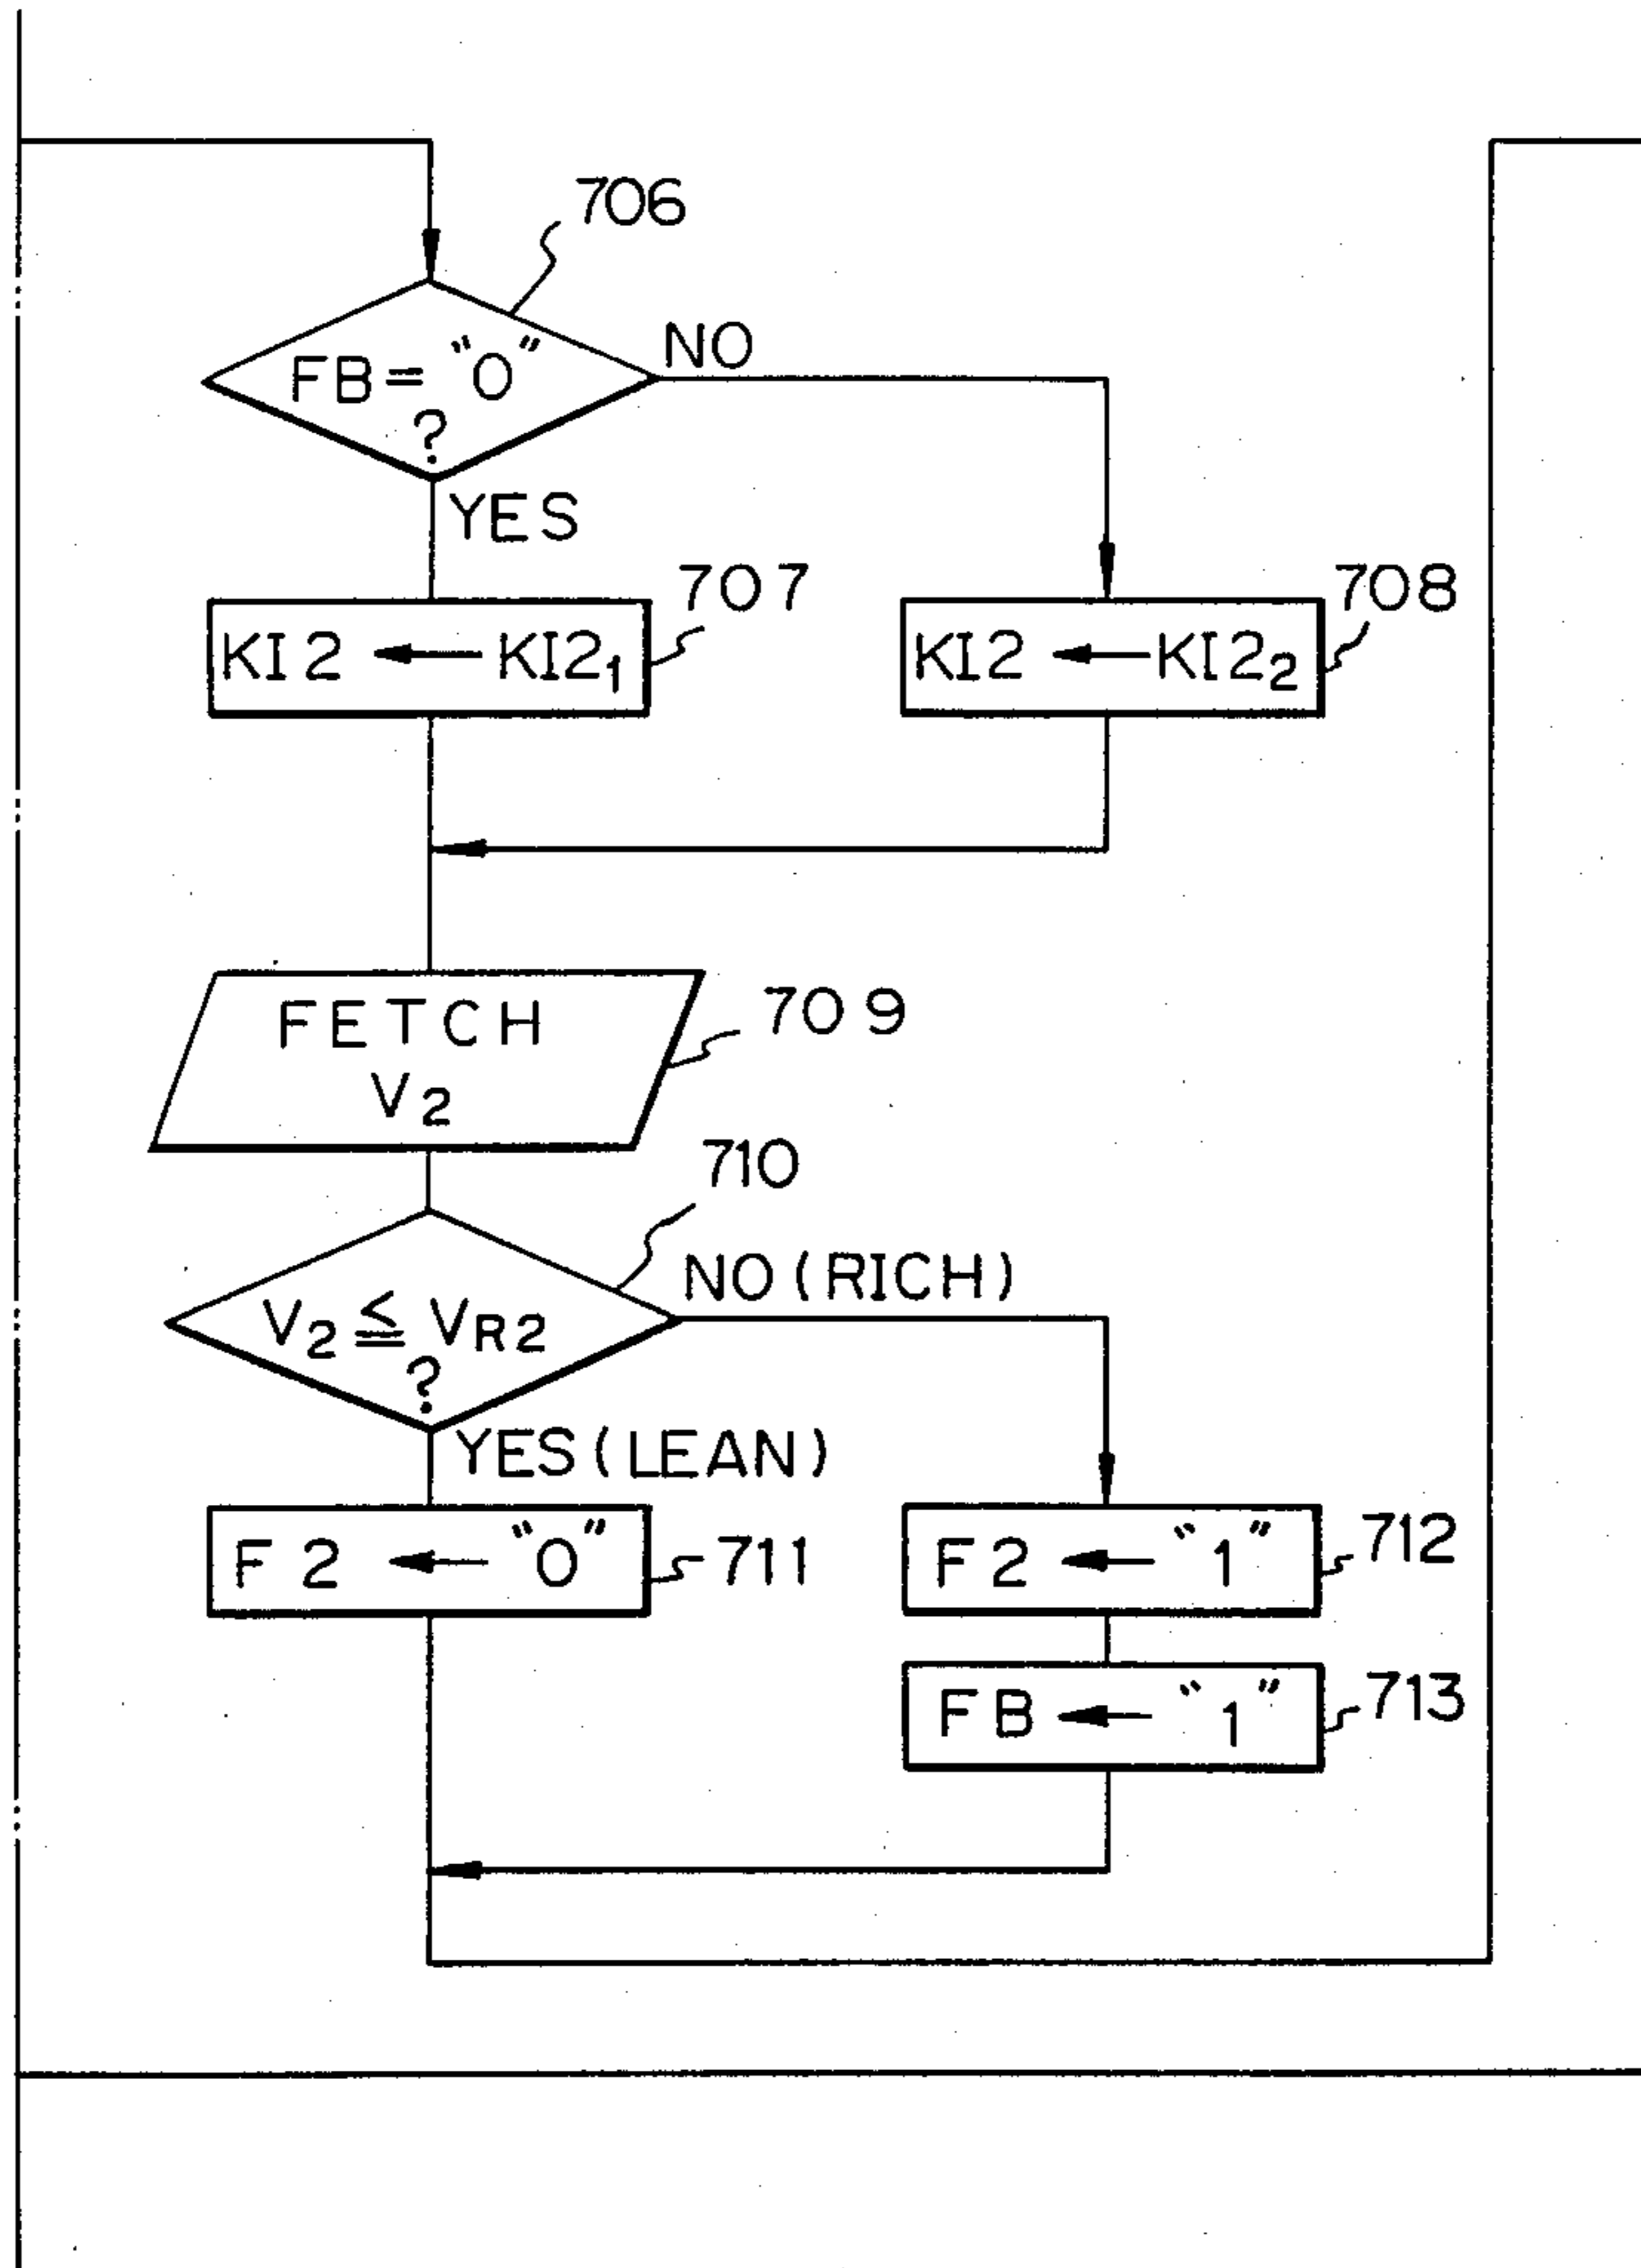 706
FB= "0"
?
NO
YES
707
KI2 ← KI2₁
708
KI2 ← KI2₂
FETCH
V₂
709
710
V₂ ≦ VR2
?
NO (RICH)
YES (LEAN)
F2 ← "0"
711
F2 ← "1"
712
FB ← "1"
713